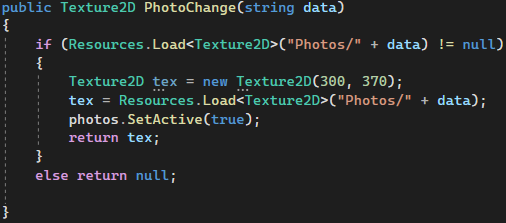 public Texture2D PhotoChange(string data)
{
if (Resources.Load<Texture2D>("Photos/" + data) != null)
{
Texture2D tex = new Texture2D(300, 370);
tex = Resources.Load<Texture2D>("Photos/" + data);
photos.SetActive(true);
return tex;
}
else return null;
}